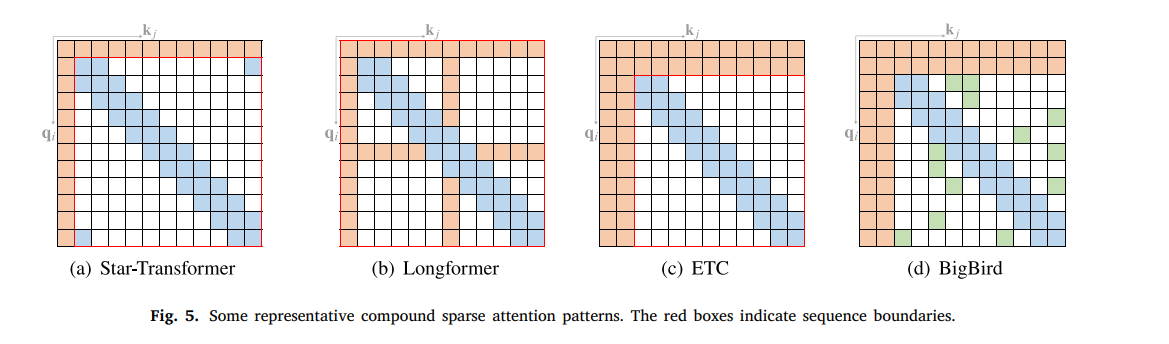 k_j k_j k_j k_j
q_i q_i q_i q_i
(a) Star-Transformer (b) Longformer (c) ETC (d) BigBird
Fig. 5. Some representative compound sparse attention patterns. The red boxes indicate sequence boundaries.